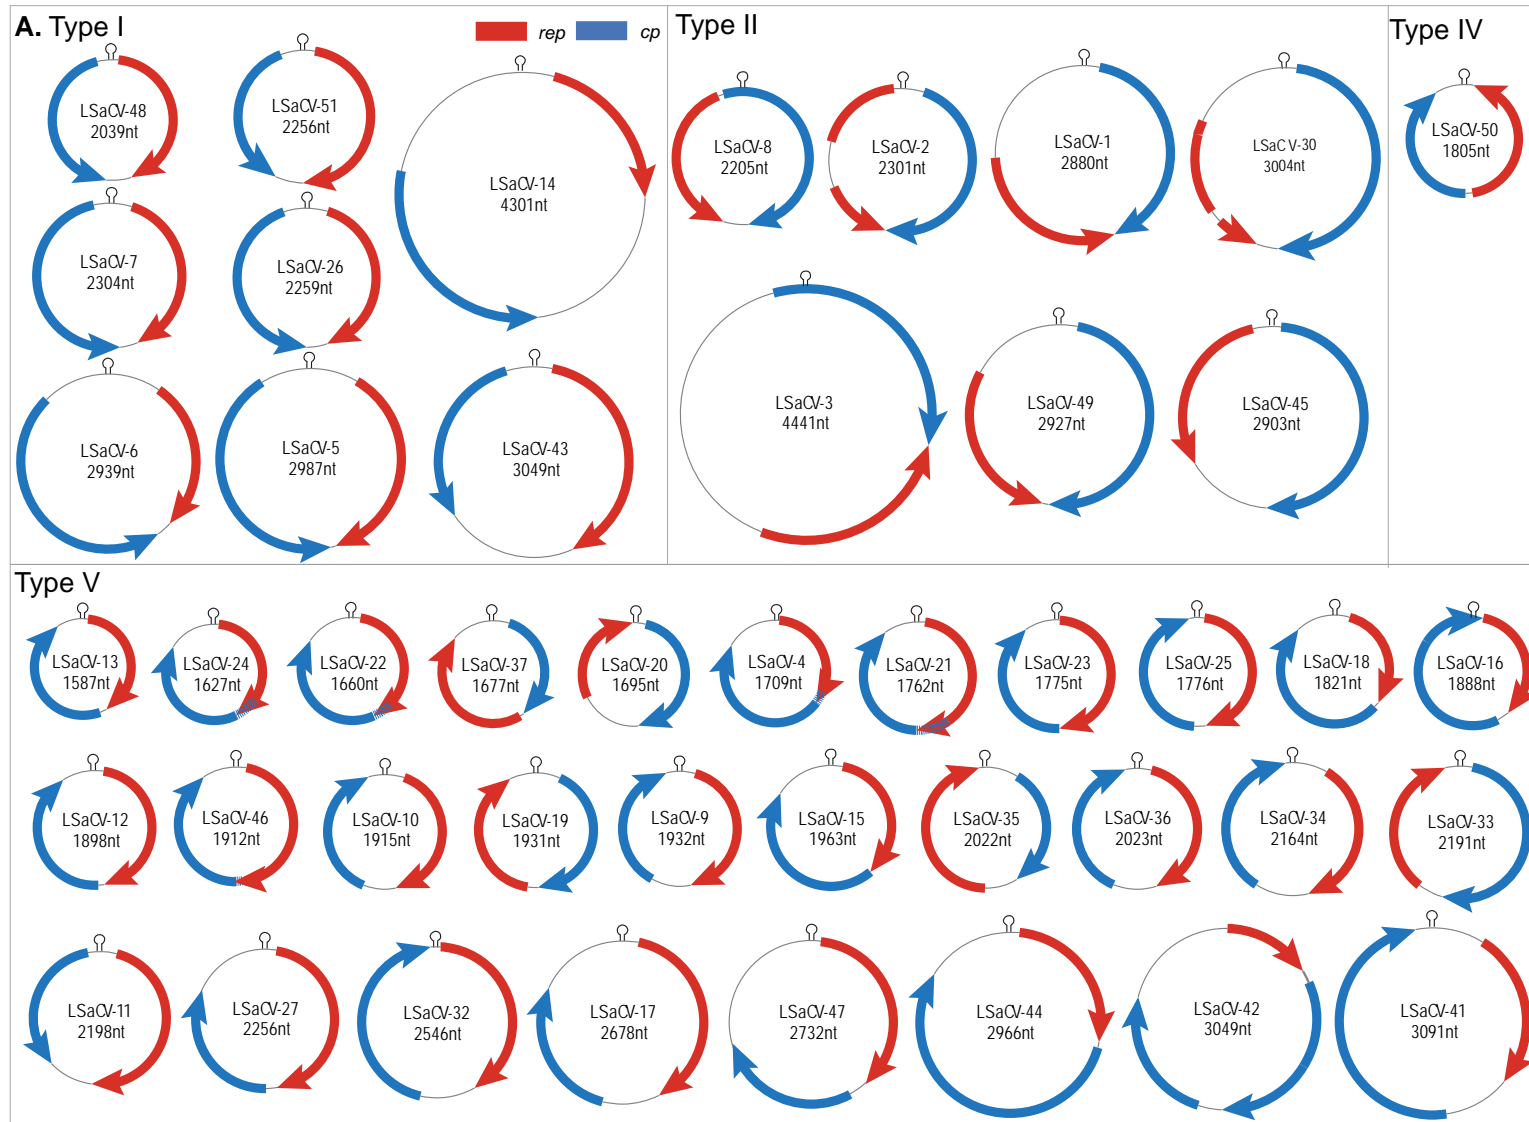 A. Type I
rep
cp
LSaCV-48
2039nt
LSaCV-51
2256nt
LSaCV-14
4301nt
LSaCV-7
2304nt
LSaCV-26
2259nt
LSaCV-6
2939nt
LSaCV-5
2987nt
LSaCV-43
3049nt
Type II
LSaCV-8
2205nt
LSaCV-2
2301nt
LSaCV-1
2880nt
LSaC V-30
3004nt
LSaCV-3
4441nt
LSaCV-49
2927nt
LSaCV-45
2903nt
Type IV
LSaCV-50
1805nt
Type V
LSaCV-13
1587nt
LSaCV-24
1627nt
LSaCV-22
1660nt
LSaCV-37
1677nt
LSaCV-20
1695nt
LSaCV-4
1709nt
LSaCV-21
1762nt
LSaCV-23
1775nt
LSaCV-25
1776nt
LSaCV-18
1821nt
LSaCV-16
1888nt
LSaCV-12
1898nt
LSaCV-46
1912nt
LSaCV-10
1915nt
LSaCV-19
1931nt
LSaCV-9
1932nt
LSaCV-15
1963nt
LSaCV-35
2022nt
LSaCV-36
2023nt
LSaCV-34
2164nt
LSaCV-33
2191nt
LSaCV-11
2198nt
LSaCV-27
2256nt
LSaCV-32
2546nt
LSaCV-17
2678nt
LSaCV-47
2732nt
LSaCV-44
2966nt
LSaCV-42
3049nt
LSaCV-41
3091nt